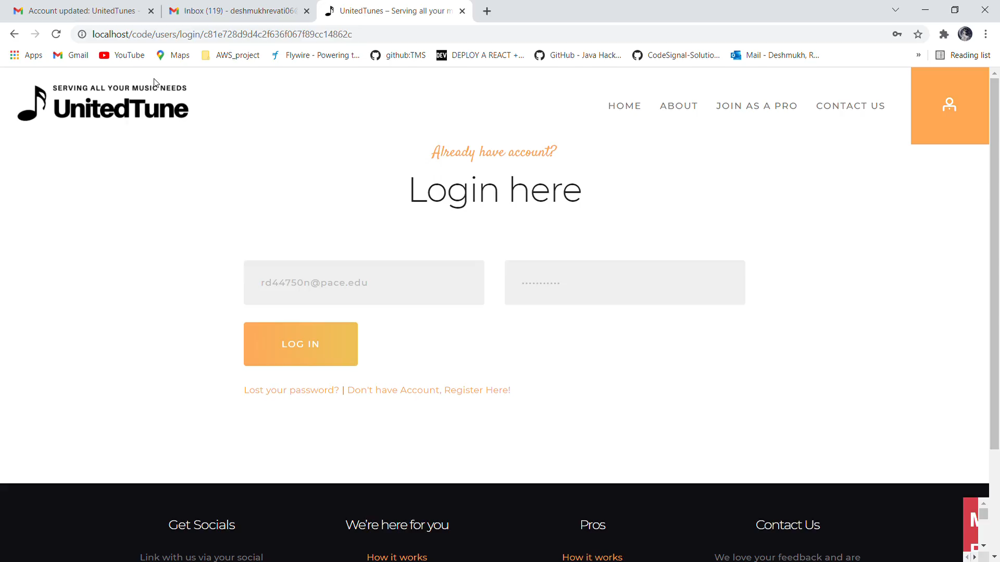 Account updated: UnitedTunes -
Inbox (119) - deshmukhrevati06@
UnitedTunes – Serving all your m
localhost/code/users/login/c81e728d9d4c2f636f067f89cc14862c
Apps
Gmail
YouTube
Maps
AWS_project
Flywire - Powering t...
github:TMS
DEV
DEPLOY A REACT +...
GitHub - Java Hack...
CodeSignal-Solutio...
Mail - Deshmukh, R...
»
Reading list
SERVING ALL YOUR MUSIC NEEDS
UnitedTune
HOME
ABOUT
JOIN AS A PRO
CONTACT US
Already have account?
Login here
rd44750n@pace.edu
•••••••••••
LOG IN
Lost your password? | Don't have Account, Register Here!
Get Socials
We're here for you
Pros
Contact Us
Link with us via your social
How it works
How it works
We love your feedback and are